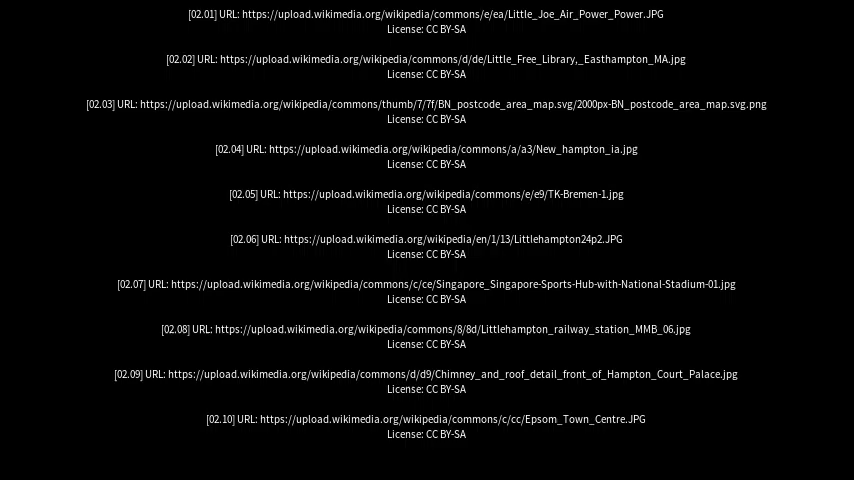 [02.01] URL: https://upload.wikimedia.org/wikipedia/commons/e/ea/Little_Joe_Air_Power_Power.JPG
License: CC BY-SA
[02.02] URL: https://upload.wikimedia.org/wikipedia/commons/d/de/Little_Free_Library,_Easthampton_MA.jpg
License: CC BY-SA
[02.03] URL: https://upload.wikimedia.org/wikipedia/commons/thumb/7/7f/BN_postcode_area_map.svg/2000px-BN_postcode_area_map.svg.png
License: CC BY-SA
[02.04] URL: https://upload.wikimedia.org/wikipedia/commons/a/a3/New_hampton_ia.jpg
License: CC BY-SA
[02.05] URL: https://upload.wikimedia.org/wikipedia/commons/e/e9/TK-Bremen-1.jpg
License: CC BY-SA
[02.06] URL: https://upload.wikimedia.org/wikipedia/en/1/13/Littlehampton24p2.JPG
License: CC BY-SA
[02.07] URL: https://upload.wikimedia.org/wikipedia/commons/c/ce/Singapore_Singapore-Sports-Hub-with-National-Stadium-01.jpg
License: CC BY-SA
[02.08] URL: https://upload.wikimedia.org/wikipedia/commons/8/8d/Littlehampton_railway_station_MMB_06.jpg
License: CC BY-SA
[02.09] URL: https://upload.wikimedia.org/wikipedia/commons/d/d9/Chimney_and_roof_detail_front_of_Hampton_Court_Palace.jpg
License: CC BY-SA
[02.10] URL: https://upload.wikimedia.org/wikipedia/commons/c/cc/Epsom_Town_Centre.JPG
License: CC BY-SA